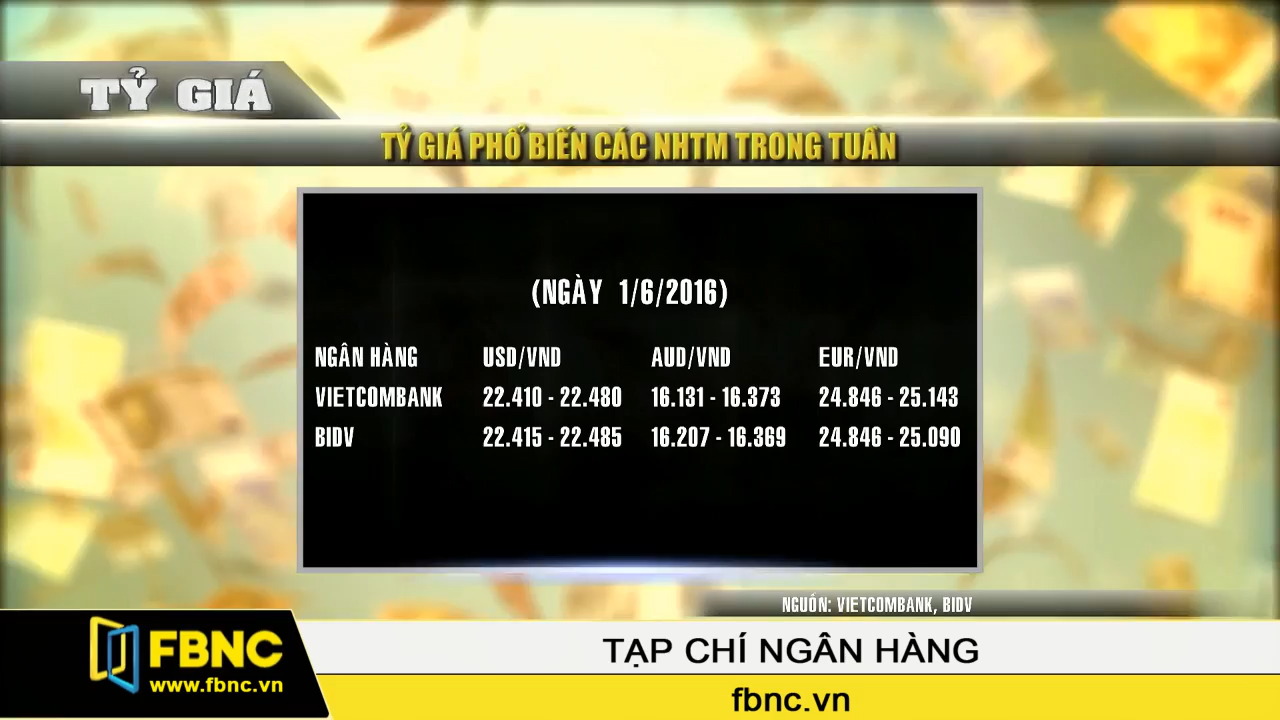 TỶ GIÁ
TỶ GIÁ PHỔ BIẾN CÁC NHTM TRONG TUẦN
(NGÀY 1/6/2016)
NGÂN HÀNG USD/VND AUD/VND EUR/VND
VIETCOMBANK 22.410 - 22.480 16.131 - 16.373 24.846 - 25.143
BIDV 22.415 - 22.485 16.207 - 16.369 24.846 - 25.090
NGUỒN: VIETCOMBANK, BIDV
FBNC
www.fbnc.vn
TẠP CHÍ NGÂN HÀNG
fbnc.vn